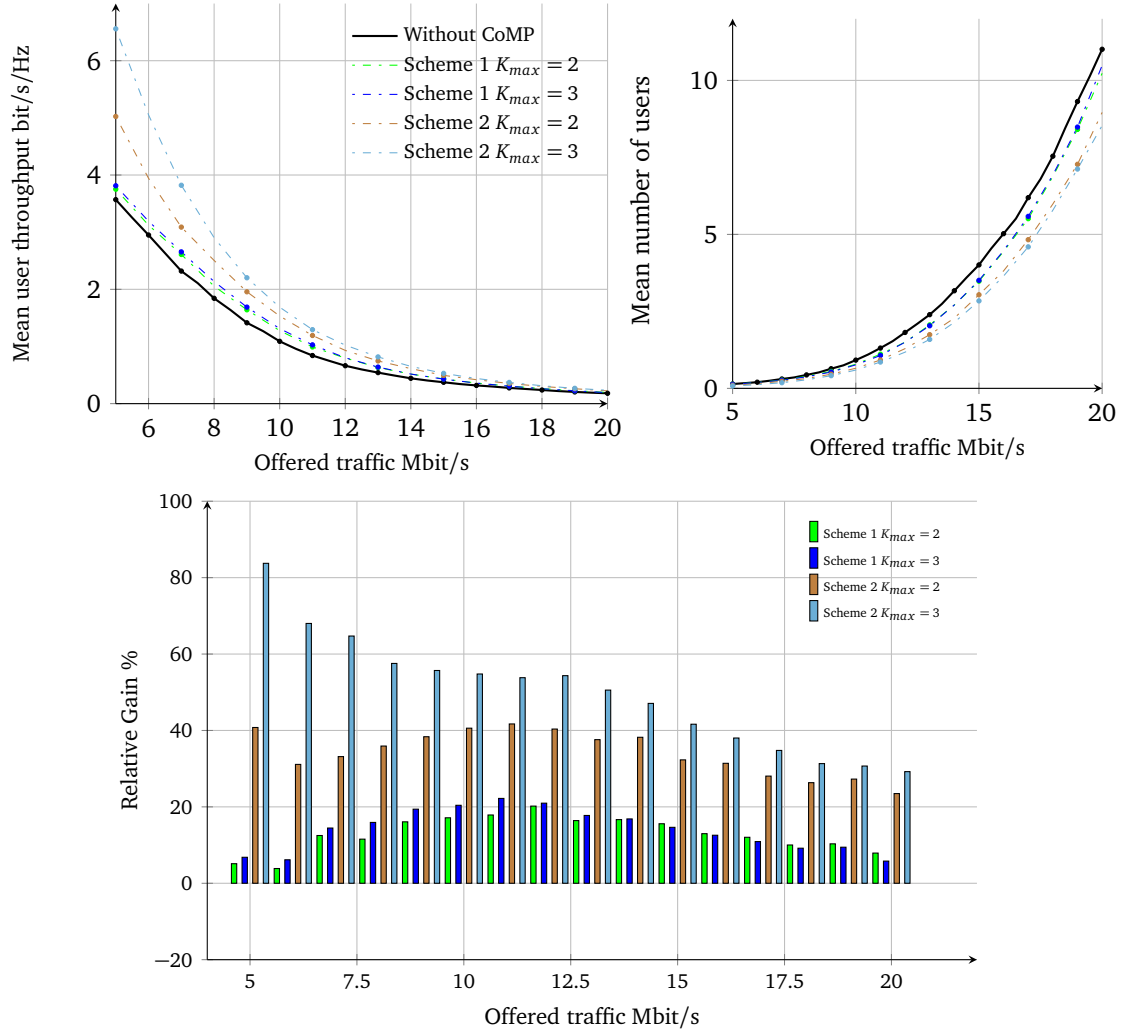 Mean user throughput bit/s/Hz
6
4
2
0
6 8 10 12 14 16 18 20
Offered traffic Mbit/s
Without CoMP
Scheme 1 K_max = 2
Scheme 1 K_max = 3
Scheme 2 K_max = 2
Scheme 2 K_max = 3
Mean number of users
10
5
0
5 10 15 20
Offered traffic Mbit/s
Relative Gain %
100
80
60
40
20
0
−20
5 7.5 10 12.5 15 17.5 20
Offered traffic Mbit/s
Scheme 1 K_max = 2
Scheme 1 K_max = 3
Scheme 2 K_max = 2
Scheme 2 K_max = 3